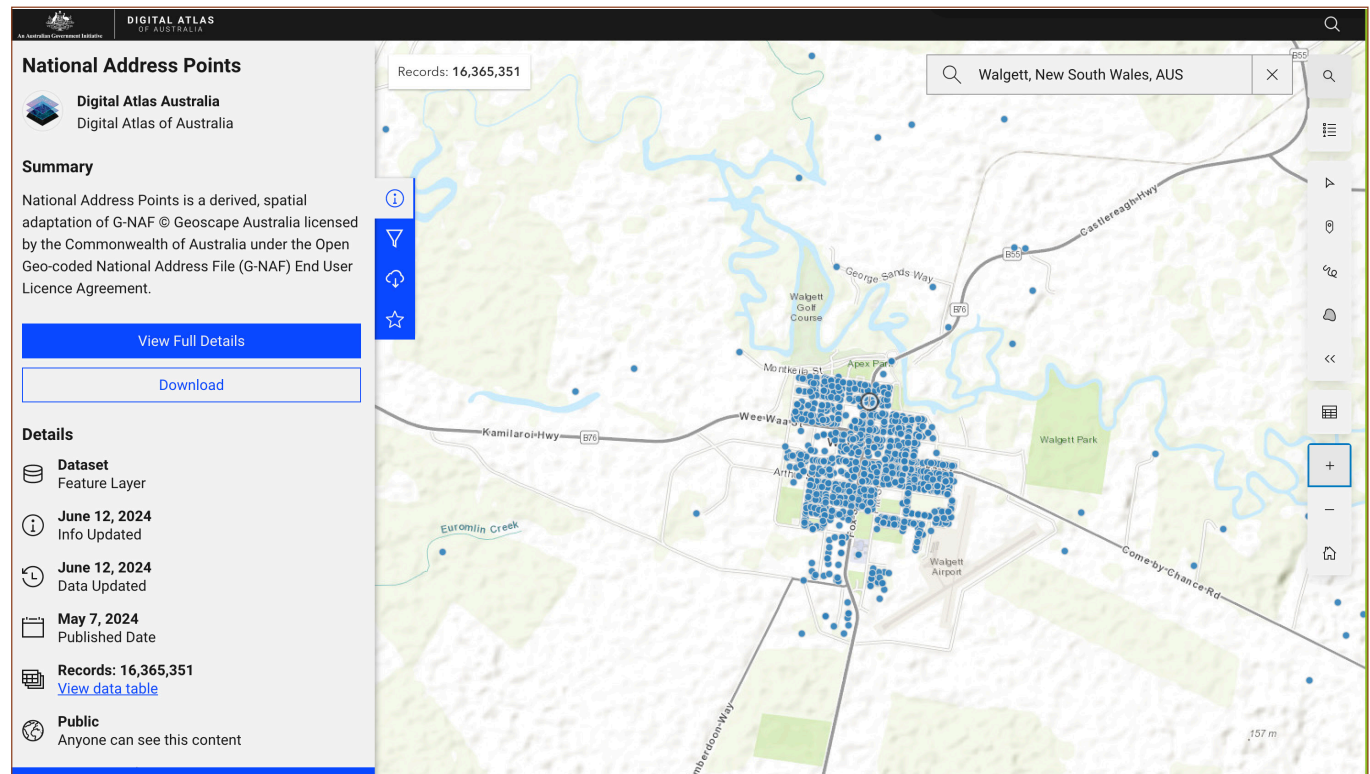 An Australian Government Initiative
DIGITAL ATLAS
OF AUSTRALIA
National Address Points
Digital Atlas Australia
Digital Atlas of Australia
Summary
National Address Points is a derived, spatial
adaptation of G-NAF © Geoscape Australia licensed
by the Commonwealth of Australia under the Open
Geo-coded National Address File (G-NAF) End User
Licence Agreement.
View Full Details
Download
Details
Dataset
Feature Layer
June 12, 2024
Info Updated
June 12, 2024
Data Updated
May 7, 2024
Published Date
Records: 16,365,351
View data table
Public
Anyone can see this content
Records: 16,365,351
Walgett, New South Wales, AUS
B55
Castlereagh-Hwy
B55
George Sands Way
Walgett
Golf
Course
B76
Apex Park
Wee-Waa-St
Kamilaroi-Hwy
B76
Walgett Park
Euromlin Creek
Walgett
Airport
Come-by-Chance-Rd
157 m